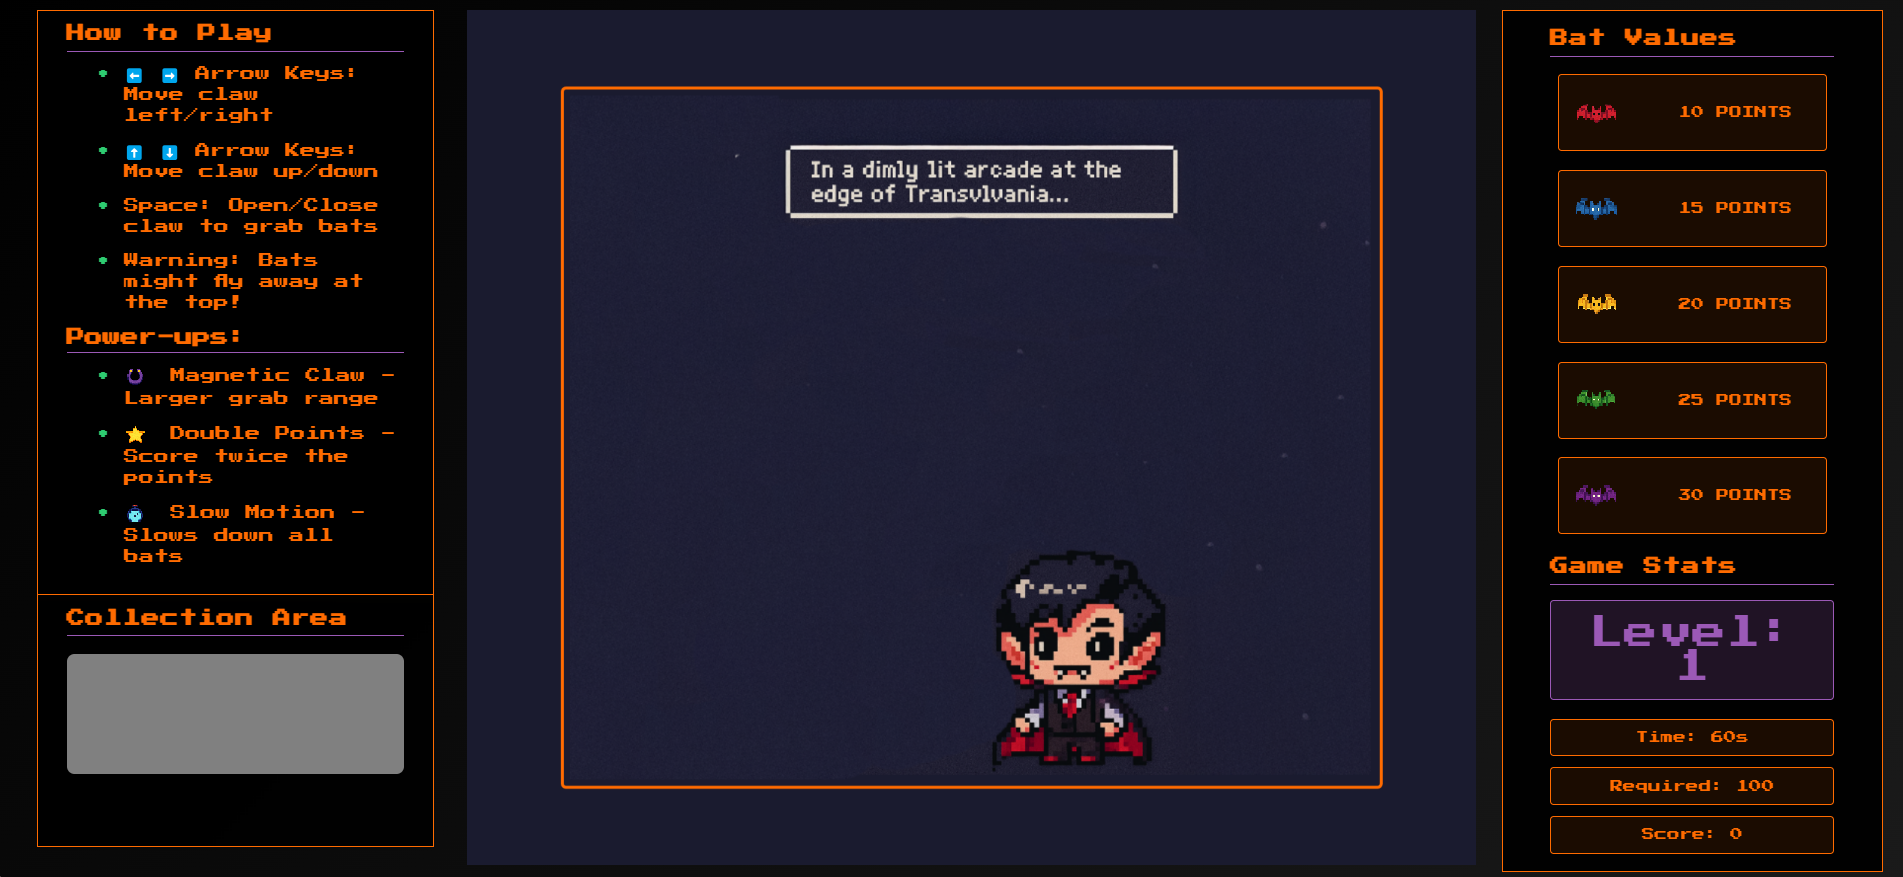 How to Play
Arrow Keys:
Move claw
left/right
Arrow Keys:
Move claw up/down
Space: Open/Close
claw to grab bats
Warning: Bats
might fly away at
the top!
Power-ups:
Magnetic Claw -
Larger grab range
Double Points -
Score twice the
points
Slow Motion -
Slows down all
bats
Collection Area
In a dimly lit arcade at the
edge of Transvlvania...
Bat Values
10 POINTS
15 POINTS
20 POINTS
25 POINTS
30 POINTS
Game Stats
Level:
1
Time: 60s
Required: 100
Score: 0